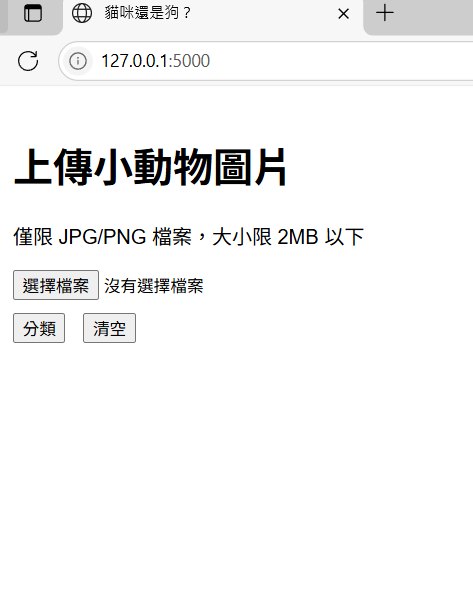 貓咪還是狗？
127.0.0.1:5000
上傳小動物圖片
僅限 JPG/PNG 檔案，大小限 2MB 以下
選擇檔案 沒有選擇檔案
分類 清空